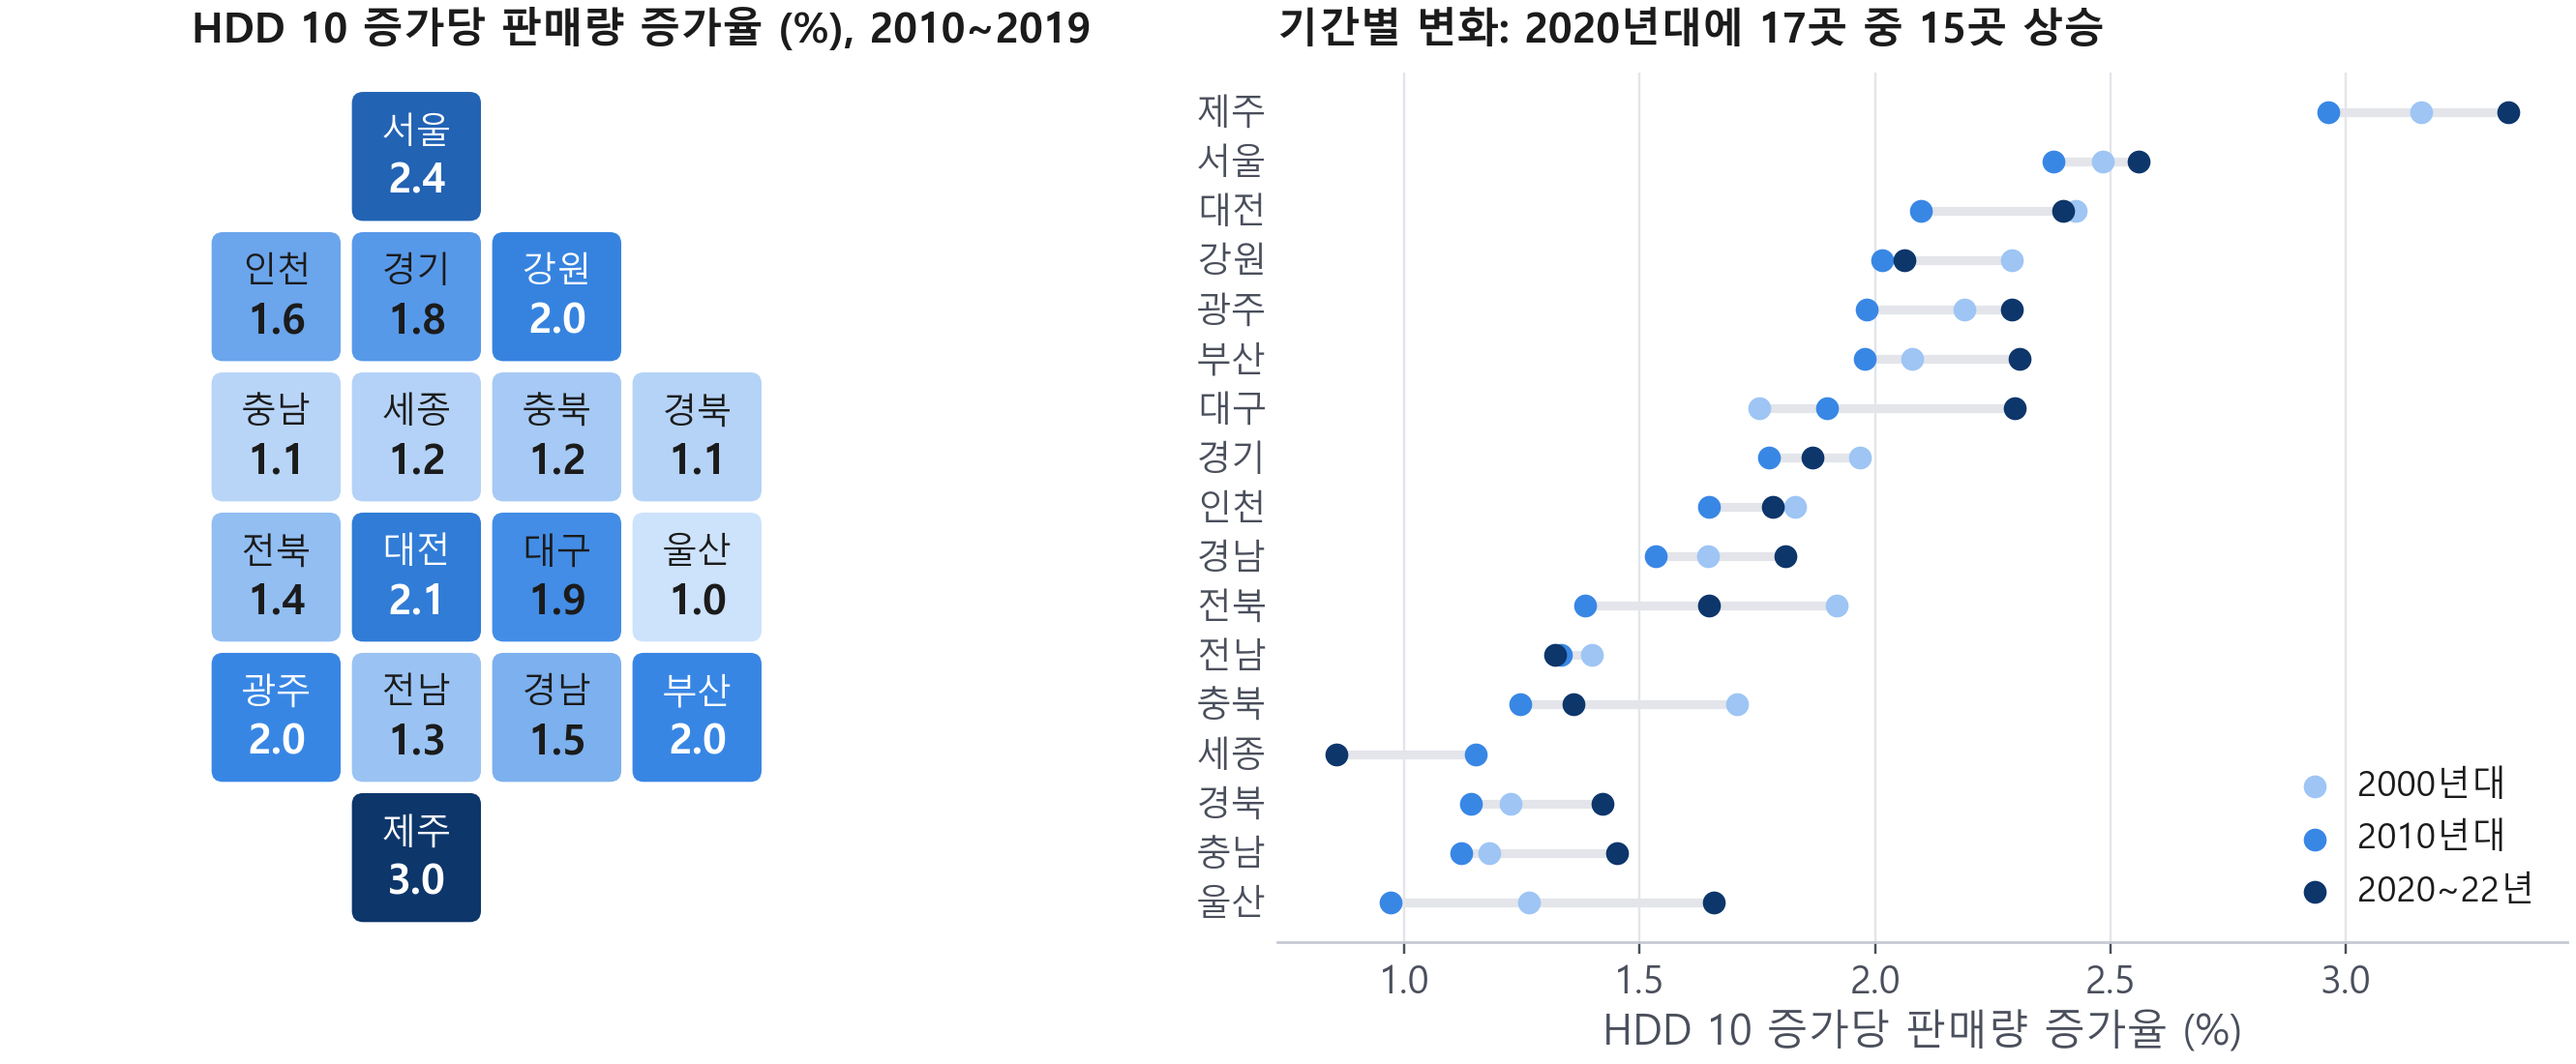 HDD 10 증가당 판매량 증가율 (%), 2010~2019
서울
2.4
인천
1.6
경기
1.8
강원
2.0
충남
1.1
세종
1.2
충북
1.2
경북
1.1
전북
1.4
대전
2.1
대구
1.9
울산
1.0
광주
2.0
전남
1.3
경남
1.5
부산
2.0
제주
3.0
기간별 변화: 2020년대에 17곳 중 15곳 상승
제주
서울
대전
강원
광주
부산
대구
경기
인천
경남
전북
전남
충북
세종
경북
충남
울산
2000년대
2010년대
2020~22년
1.0 1.5 2.0 2.5 3.0
HDD 10 증가당 판매량 증가율 (%)